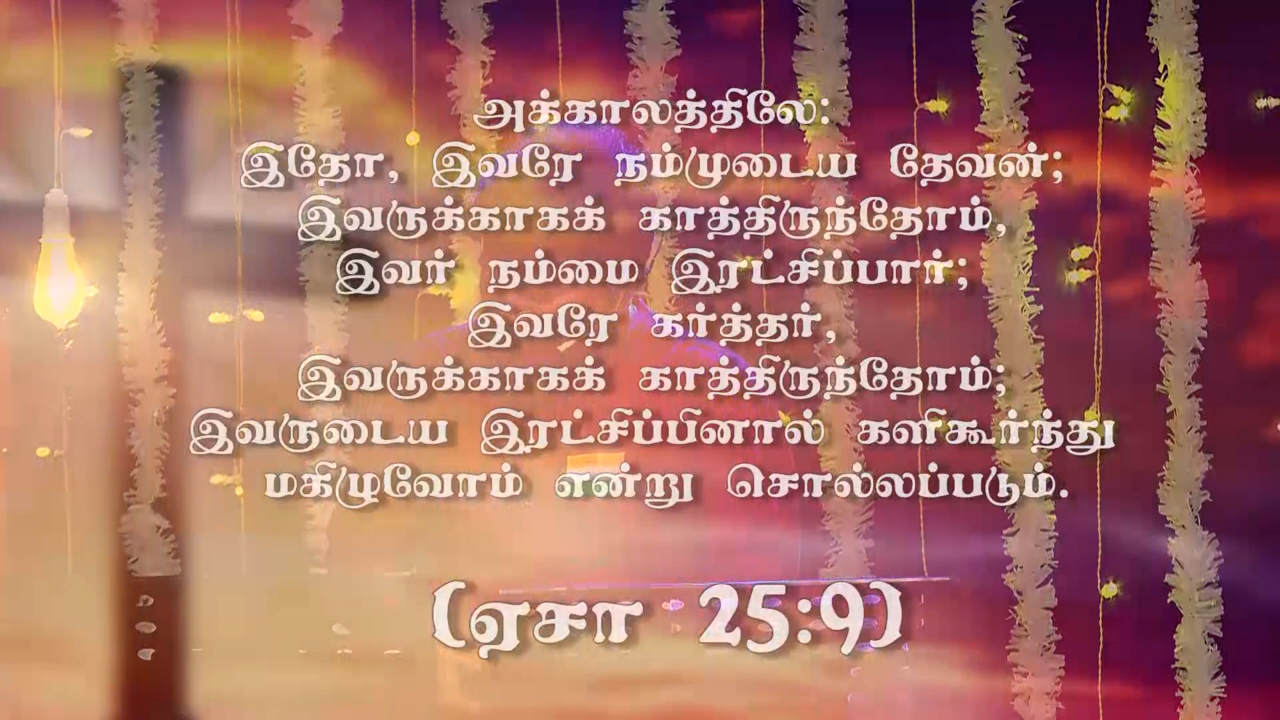 அக்காலத்திலே:
இதோ, இவரே நம்முடைய தேவன்;
இவருக்காகக் காத்திருந்தோம்,
இவர் நம்மை இரட்சிப்பார்;
இவரே கர்த்தர்,
இவருக்காகக் காத்திருந்தோம்;
இவருடைய இரட்சிப்பினால் களிகூர்ந்து
மகிழுவோம் என்று சொல்லப்படும்.
(ஏசா 25:9)